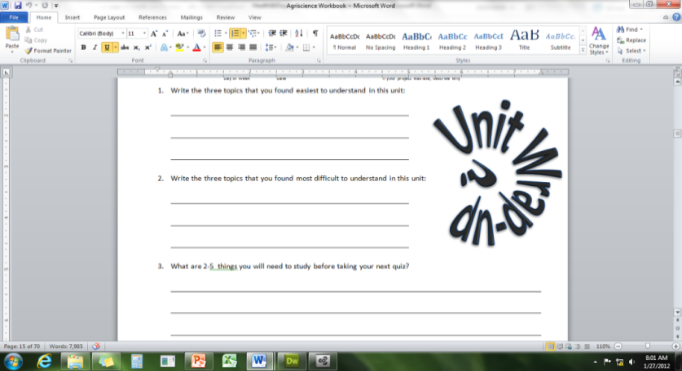 Agriscience Workbook - Microsoft Word
File Home Insert Page Layout References Mailings Review View
Paste
Cut
Copy
Format Painter
Clipboard
Calibri (Body) 11
Font
Paragraph
AaBbCcDc AaBbCcDc AaBbC AaBbCc AaBbCcI AaB AaBbCc.
¶ Normal No Spacing Heading 1 Heading 2 Heading 3 Title Subtitle
Styles
Change Styles
Find
Replace
Select
Editing
1. Write the three topics that you found easiest to understand in this unit:
2. Write the three topics that you found most difficult to understand in this unit:
3. What are 2-5 things you will need to study before taking your next quiz?
Unit Wrap-up
Page: 15 of 70 Words: 7,983
110%
8:01 AM
1/27/2012